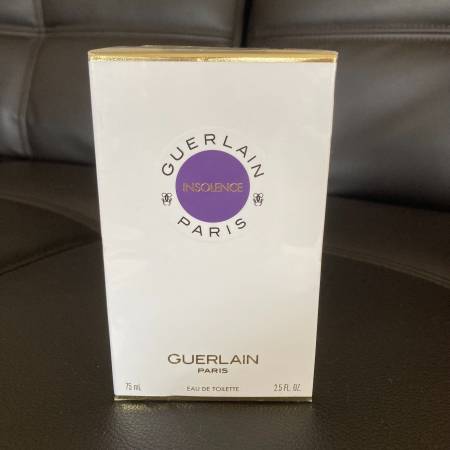 GUERLAIN
INSOLENCE
PARIS
GUERLAIN
PARIS
75 mL EAU DE TOILETTE 2.5 FL. OZ.